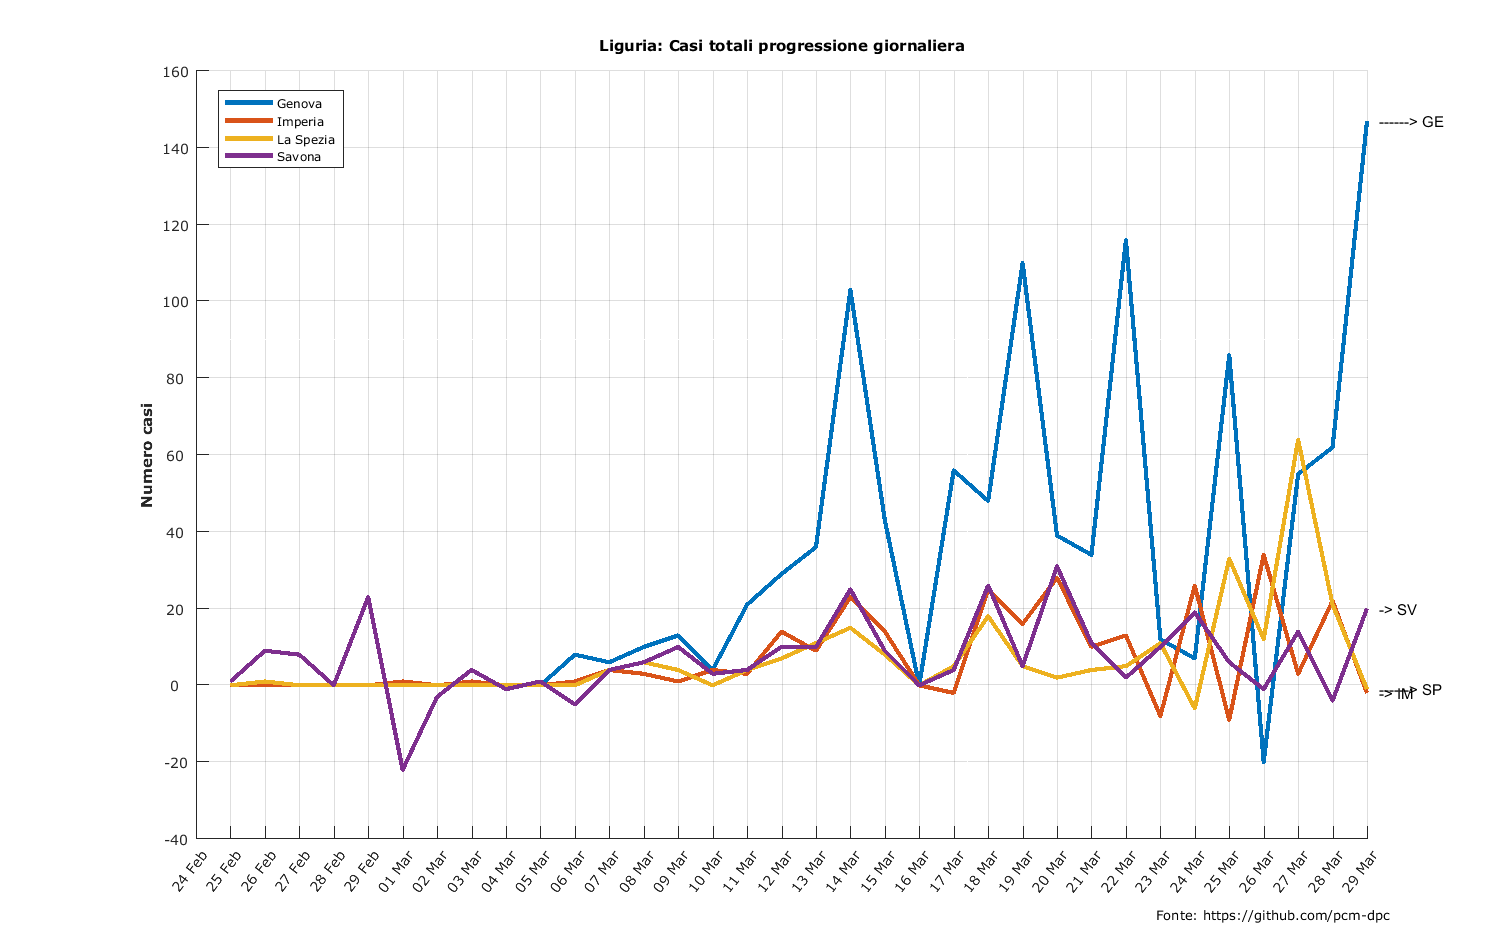 Liguria: Casi totali progressione giornaliera
160
140
120
100
80
60
40
20
0
-20
-40
Numero casi
Genova
Imperia
La Spezia
Savona
------> GE
-> SV
----> SP
-> IM
24 Feb
25 Feb
26 Feb
27 Feb
28 Feb
29 Feb
01 Mar
02 Mar
03 Mar
04 Mar
05 Mar
06 Mar
07 Mar
08 Mar
09 Mar
10 Mar
11 Mar
12 Mar
13 Mar
14 Mar
15 Mar
16 Mar
17 Mar
18 Mar
19 Mar
20 Mar
21 Mar
22 Mar
23 Mar
24 Mar
25 Mar
26 Mar
27 Mar
28 Mar
29 Mar
Fonte: https://github.com/pcm-dpc